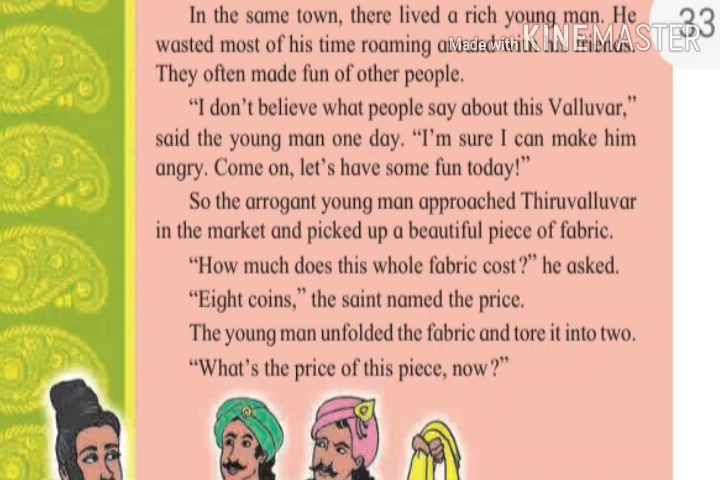 In the same town, there lived a rich young man. He
33
wasted most of his time roaming
Made with KINEMASTER
They often made fun of other people.
“I don’t believe what people say about this Valluvar,”
said the young man one day. “I’m sure I can make him
angry. Come on, let’s have some fun today!”
So the arrogant young man approached Thiruvalluvar
in the market and picked up a beautiful piece of fabric.
“How much does this whole fabric cost?” he asked.
“Eight coins,” the saint named the price.
The young man unfolded the fabric and tore it into two.
“What’s the price of this piece, now?”